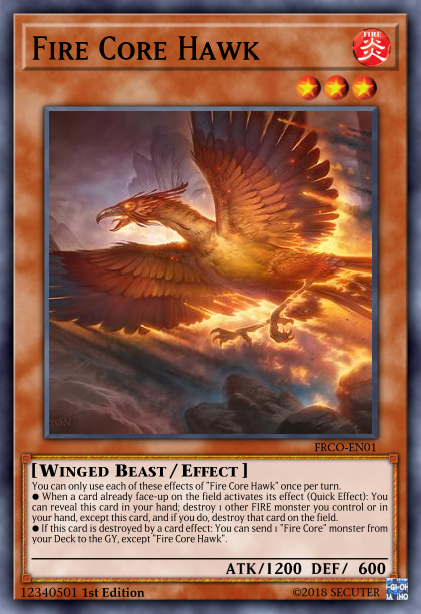 FIRE CORE HAWK
FIRE
炎
FRCO-EN01
[WINGED BEAST / EFFECT]
You can only use each of these effects of "Fire Core Hawk" once per turn.
● When a card already face-up on the field activates its effect (Quick Effect): You
can reveal this card in your hand; destroy 1 other FIRE monster you control or in
your hand, except this card, and if you do, destroy that card on the field.
● If this card is destroyed by a card effect: You can send 1 "Fire Core" monster from
your Deck to the GY, except "Fire Core Hawk".
ATK/1200 DEF/ 600
12340501 1st Edition
©2018 SECUTER